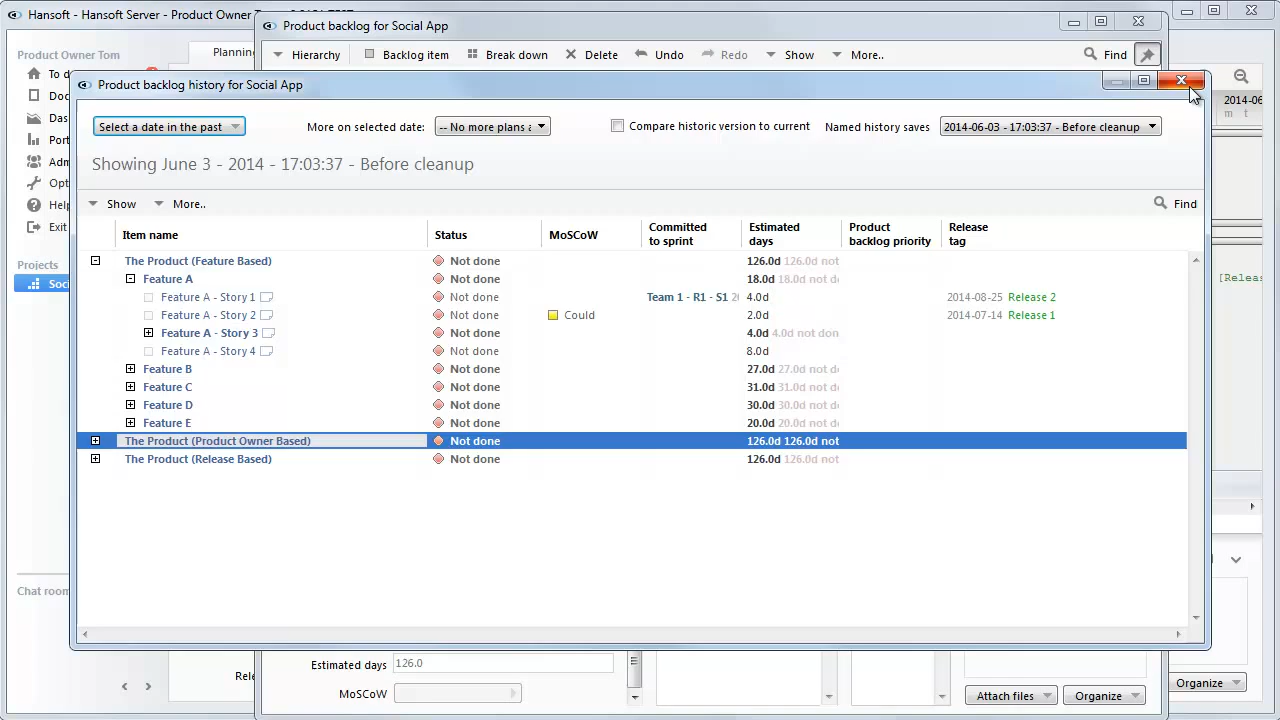 Hansoft - Hansoft Server - Product Owner
Product backlog for Social App
Product Owner Tom
Planning
Hierarchy Backlog item Break down Delete Undo Redo Show More.. Find
To d
Product backlog history for Social App
Doc
2014-06
m t
Das
Select a date in the past More on selected date: -- No more plans Compare historic version to current Named history saves 2014-06-03 - 17:03:37 - Before cleanup
Port
Adm
Showing June 3 - 2014 - 17:03:37 - Before cleanup
Opt
Help
Show More.. Find
Exit
Item name Status MoSCoW Committed to sprint Estimated days Product backlog priority Release tag
Projects
The Product (Feature Based) Not done 126.0d 126.0d not
Feature A Not done 18.0d 18.0d not d
[Releas
Soci
Feature A - Story 1 Not done Team 1 - R1 - S1 20 4.0d 2014-08-25 Release 2
Feature A - Story 2 Not done Could 2.0d 2014-07-14 Release 1
Feature A - Story 3 Not done 4.0d 4.0d not don
Feature A - Story 4 Not done 8.0d
Feature B Not done 27.0d 27.0d not d
Feature C Not done 31.0d 31.0d not d
Feature D Not done 30.0d 30.0d not d
Feature E Not done 20.0d 20.0d not d
The Product (Product Owner Based) Not done 126.0d 126.0d not
The Product (Release Based) Not done 126.0d 126.0d not
Chat room
Estimated days 126.0
Rele
MoSCoW
Attach files Organize Organize